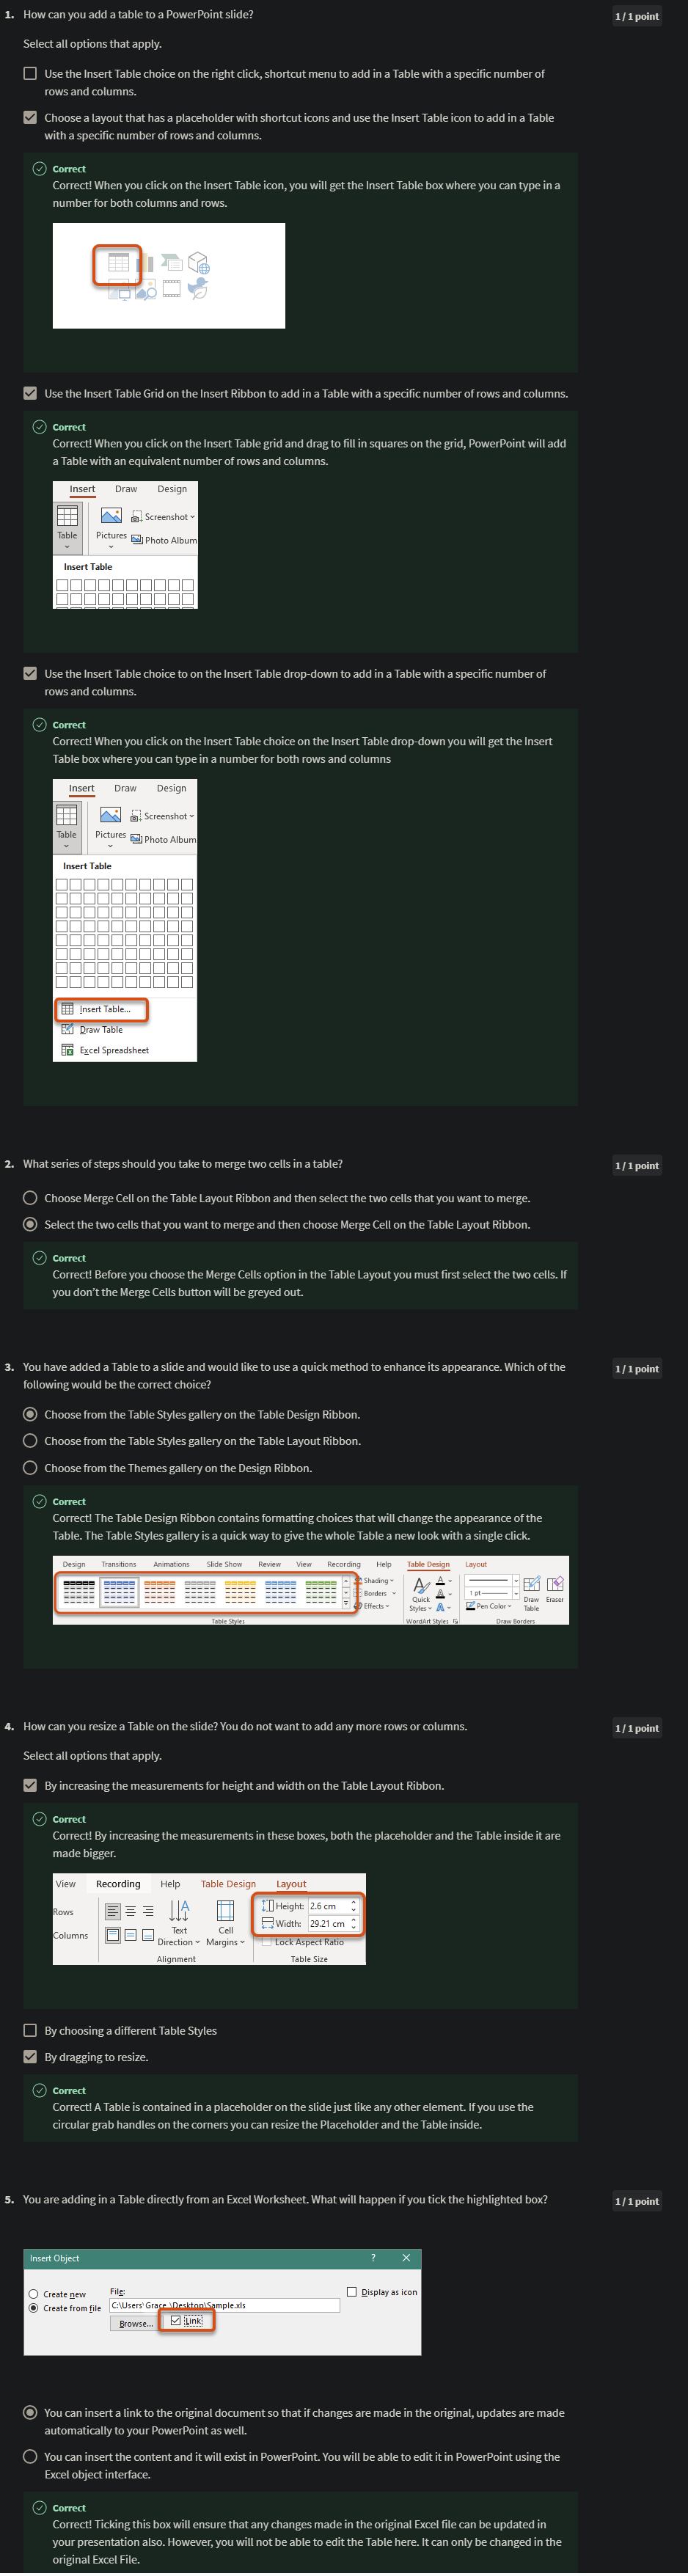 1. How can you add a table to a PowerPoint slide?
1 / 1 point
Select all options that apply.
Use the Insert Table choice on the right click, shortcut menu to add in a Table with a specific number of
rows and columns.
Choose a layout that has a placeholder with shortcut icons and use the Insert Table icon to add in a Table
with a specific number of rows and columns.
Correct
Correct! When you click on the Insert Table icon, you will get the Insert Table box where you can type in a
number for both columns and rows.
Use the Insert Table Grid on the Insert Ribbon to add in a Table with a specific number of rows and columns.
Correct
Correct! When you click on the Insert Table grid and drag to fill in squares on the grid, PowerPoint will add
a Table with an equivalent number of rows and columns.
Insert Draw Design
Table Pictures Screenshot
Photo Album
Insert Table
Use the Insert Table choice to on the Insert Table drop-down to add in a Table with a specific number of
rows and columns.
Correct
Correct! When you click on the Insert Table choice on the Insert Table drop-down you will get the Insert
Table box where you can type in a number for both rows and columns
Insert Draw Design
Table Pictures Screenshot
Photo Album
Insert Table
Insert Table...
Draw Table
Excel Spreadsheet
2. What series of steps should you take to merge two cells in a table?
1 / 1 point
Choose Merge Cell on the Table Layout Ribbon and then select the two cells that you want to merge.
Select the two cells that you want to merge and then choose Merge Cell on the Table Layout Ribbon.
Correct
Correct! Before you choose the Merge Cells option in the Table Layout you must first select the two cells. If
you don't the Merge Cells button will be greyed out.
3. You have added a Table to a slide and would like to use a quick method to enhance its appearance. Which of the
1 / 1 point
following would be the correct choice?
Choose from the Table Styles gallery on the Table Design Ribbon.
Choose from the Table Styles gallery on the Table Layout Ribbon.
Choose from the Themes gallery on the Design Ribbon.
Correct
Correct! The Table Design Ribbon contains formatting choices that will change the appearance of the
Table. The Table Styles gallery is a quick way to give the whole Table a new look with a single click.
Design Transitions Animations Slide Show Review View Recording Help Table Design Layout
Shading
Borders
Effects
Quick
Styles
1 pt
Pen Color
Draw
Table
Eraser
Table Styles WordArt Styles Draw Borders
4. How can you resize a Table on the slide? You do not want to add any more rows or columns.
1 / 1 point
Select all options that apply.
By increasing the measurements for height and width on the Table Layout Ribbon.
Correct
Correct! By increasing the measurements in these boxes, both the placeholder and the Table inside it are
made bigger.
View Recording Help Table Design Layout
Rows
Columns
Text
Direction
Cell
Margins
Height: 2.6 cm
Width: 29.21 cm
Lock Aspect Ratio
Alignment Table Size
By choosing a different Table Styles
By dragging to resize.
Correct
Correct! A Table is contained in a placeholder on the slide just like any other element. If you use the
circular grab handles on the corners you can resize the Placeholder and the Table inside.
5. You are adding in a Table directly from an Excel Worksheet. What will happen if you tick the highlighted box?
1 / 1 point
Insert Object ? ×
Create new
Create from file
File:
C:\Users\Grace \Desktop\Sample.xls
Browse... Link
Display as icon
You can insert a link to the original document so that if changes are made in the original, updates are made
automatically to your PowerPoint as well.
You can insert the content and it will exist in PowerPoint. You will be able to edit it in PowerPoint using the
Excel object interface.
Correct
Correct! Ticking this box will ensure that any changes made in the original Excel file can be updated in
your presentation also. However, you will not be able to edit the Table here. It can only be changed in the
original Excel File.